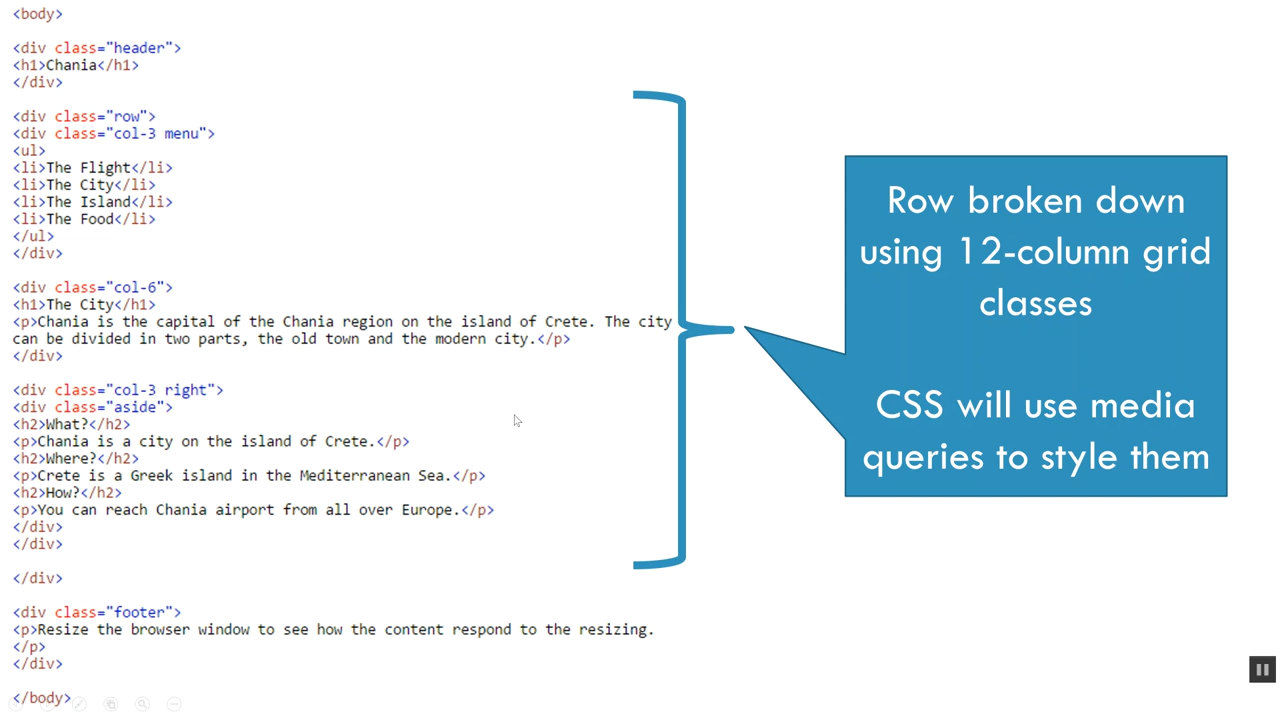 <body>
<div class="header">
<h1>Chania</h1>
</div>
<div class="row">
<div class="col-3 menu">
<ul>
<li>The Flight</li>
<li>The City</li>
<li>The Island</li>
<li>The Food</li>
</ul>
</div>
<div class="col-6">
<h1>The City</h1>
<p>Chania is the capital of the Chania region on the island of Crete. The city
can be divided in two parts, the old town and the modern city.</p>
</div>
<div class="col-3 right">
<div class="aside">
<h2>What?</h2>
<p>Chania is a city on the island of Crete.</p>
<h2>Where?</h2>
<p>Crete is a Greek island in the Mediterranean Sea.</p>
<h2>How?</h2>
<p>You can reach Chania airport from all over Europe.</p>
</div>
</div>
</div>
<div class="footer">
<p>Resize the browser window to see how the content respond to the resizing.
</p>
</div>
</body>
Row broken down
using 12-column grid
classes
CSS will use media
queries to style them